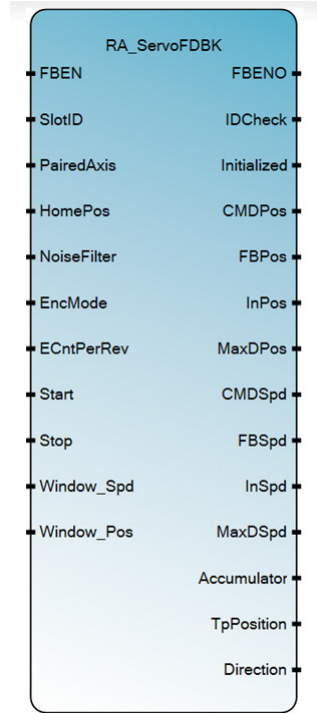 RA_ServoFDBK
FBEN FBENO
SlotID IDCheck
PairedAxis Initialized
HomePos CMDPos
NoiseFilter FBPos
EncMode InPos
ECntPerRev MaxDPos
Start CMDSpd
Stop FBSpd
Window_Spd InSpd
Window_Pos MaxDSpd
Accumulator
TpPosition
Direction